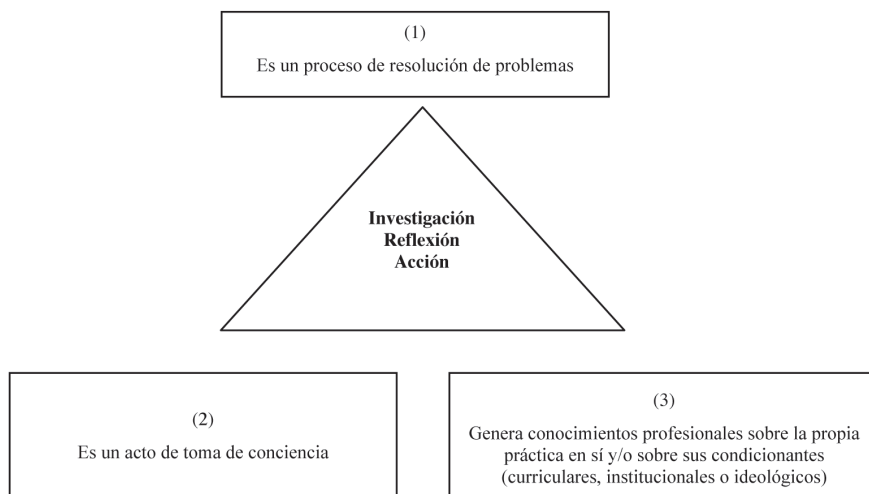 (1)
Es un proceso de resolución de problemas
Investigación
Reflexión
Acción
(2)
Es un acto de toma de conciencia
(3)
Genera conocimientos profesionales sobre la propia
práctica en sí y/o sobre sus condicionantes
(curriculares, institucionales o ideológicos)